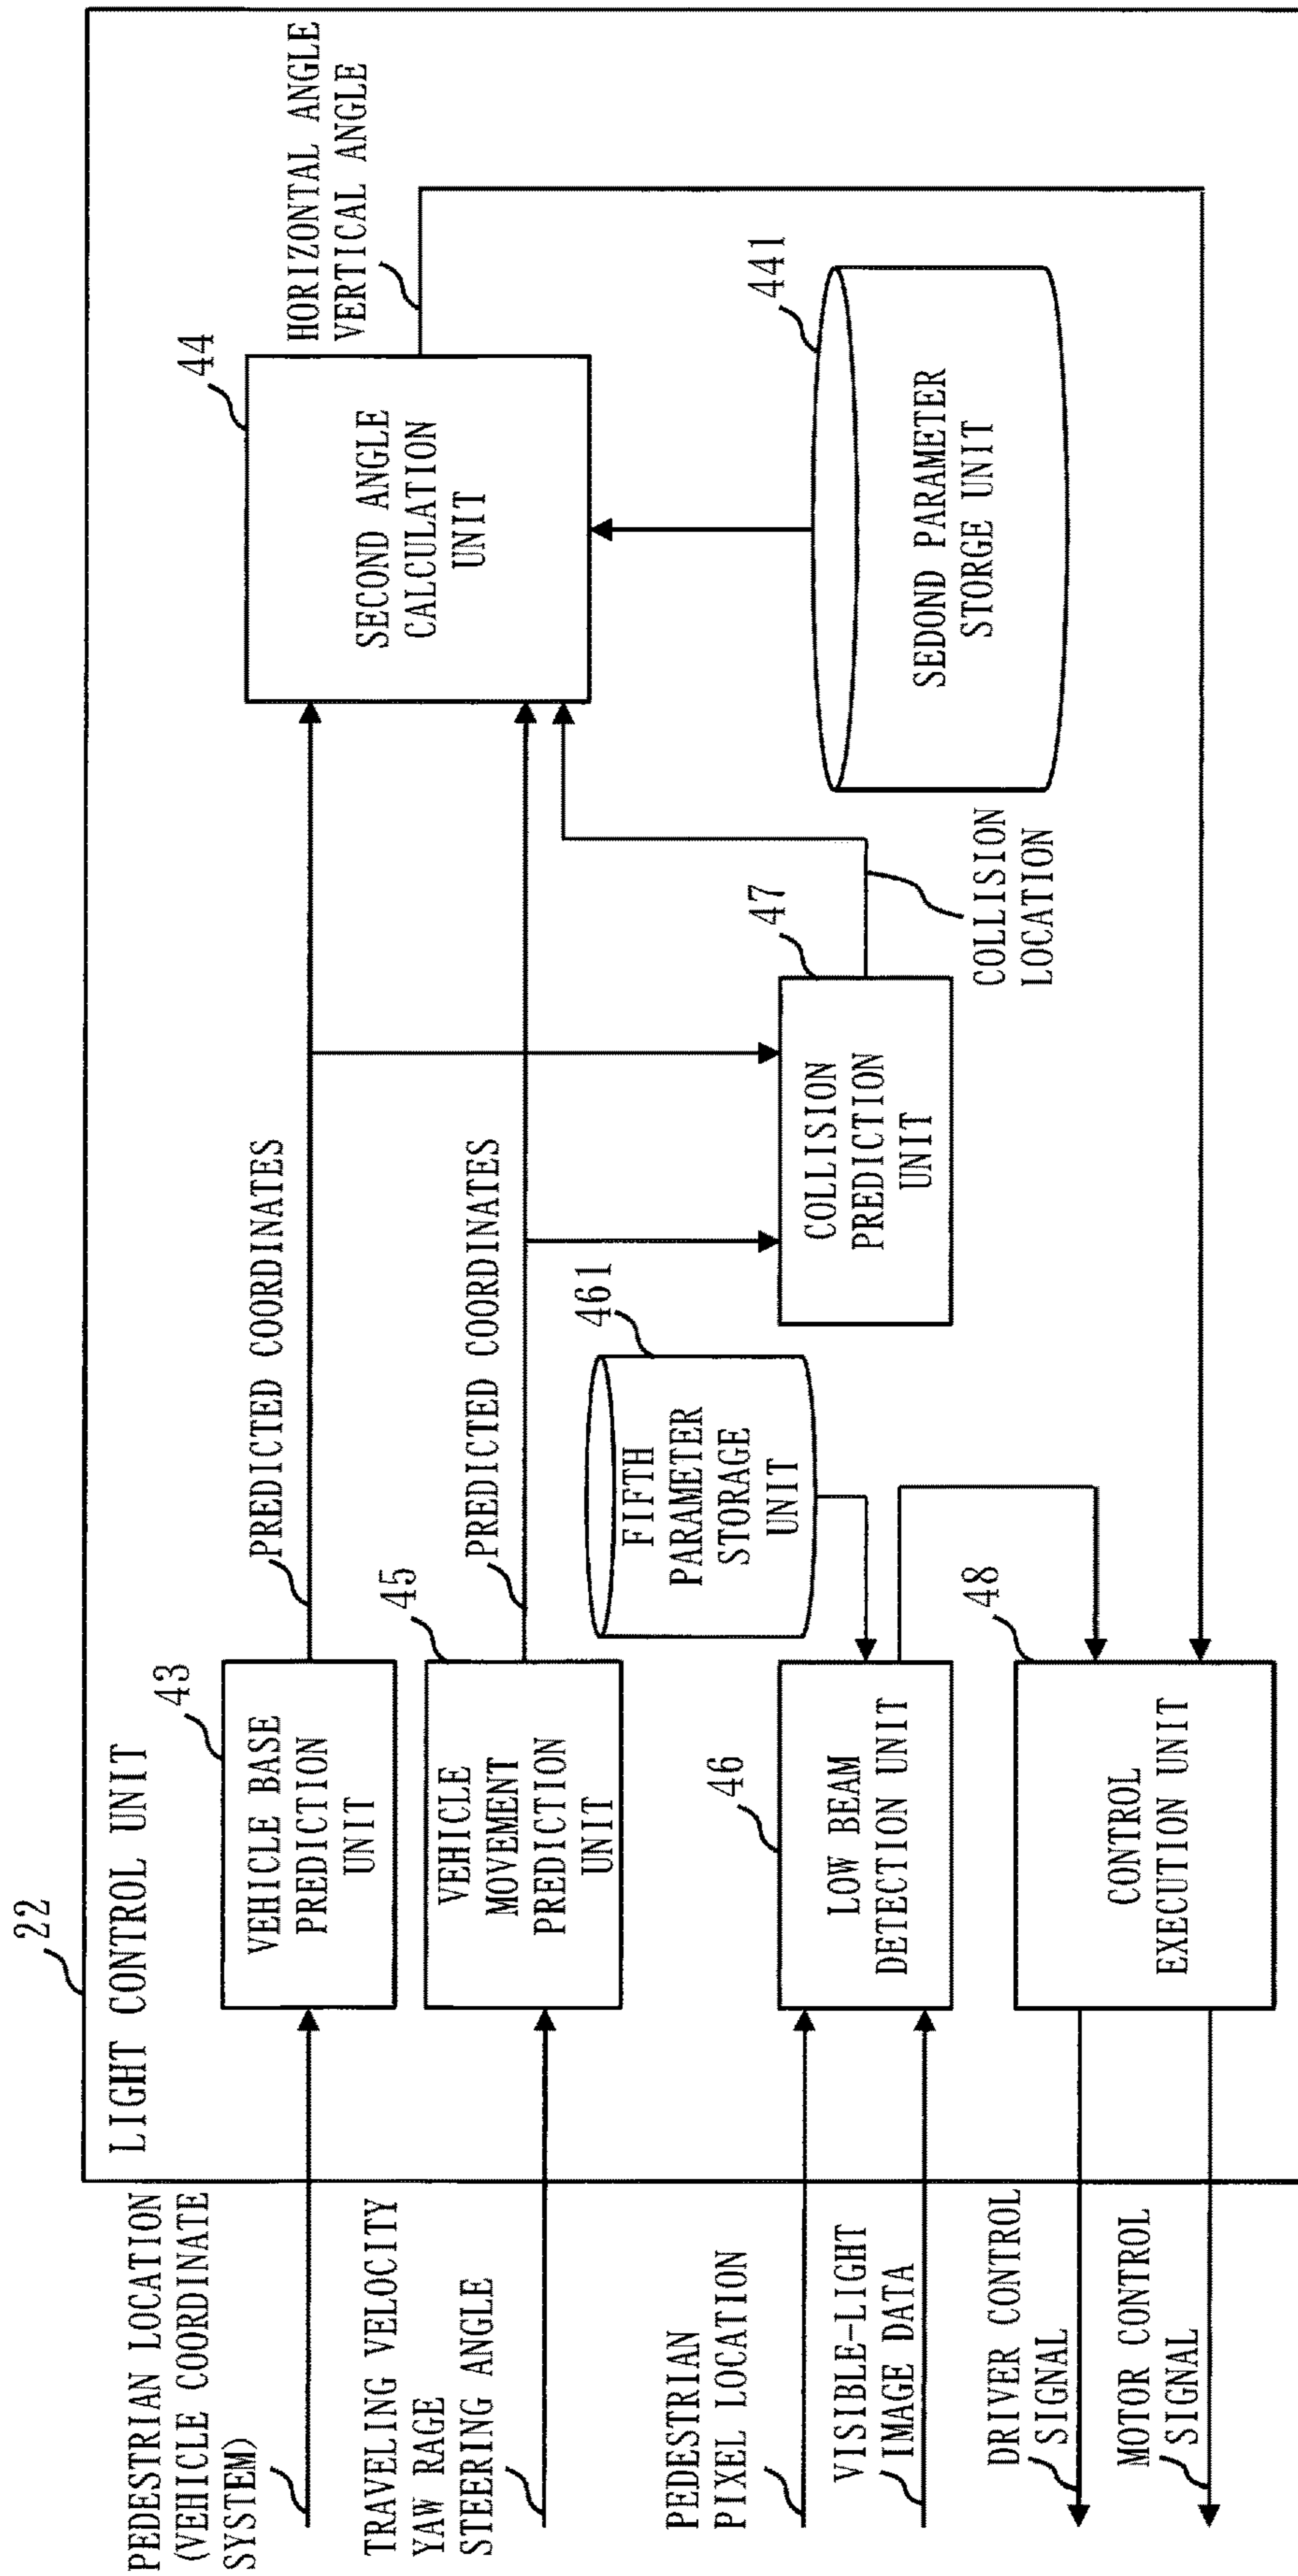 22
LIGHT CONTROL UNIT
PEDESTRIAN LOCATION
(VEHICLE COORDINATE
SYSTEM)
43
VEHICLE BASE
PREDICTION
UNIT
PREDICTED COORDINATES
44
SECOND ANGLE
CALCULATION
UNIT
HORIZONTAL ANGLE
VERTICAL ANGLE
TRAVELING VELOCITY
YAW RAGE
STEERING ANGLE
45
VEHICLE
MOVEMENT
PREDICTION
UNIT
PREDICTED COORDINATES
461
FIFTH
PARAMETER
STORAGE
UNIT
47
COLLISION
PREDICTION
UNIT
COLLISION
LOCATION
441
SEDOND PARAMETER
STORGE UNIT
PEDESTRIAN
PIXEL LOCATION
VISIBLE-LIGHT
IMAGE DATA
46
LOW BEAM
DETECTION UNIT
DRIVER CONTROL
SIGNAL
MOTOR CONTROL
SIGNAL
48
CONTROL
EXECUTION UNIT